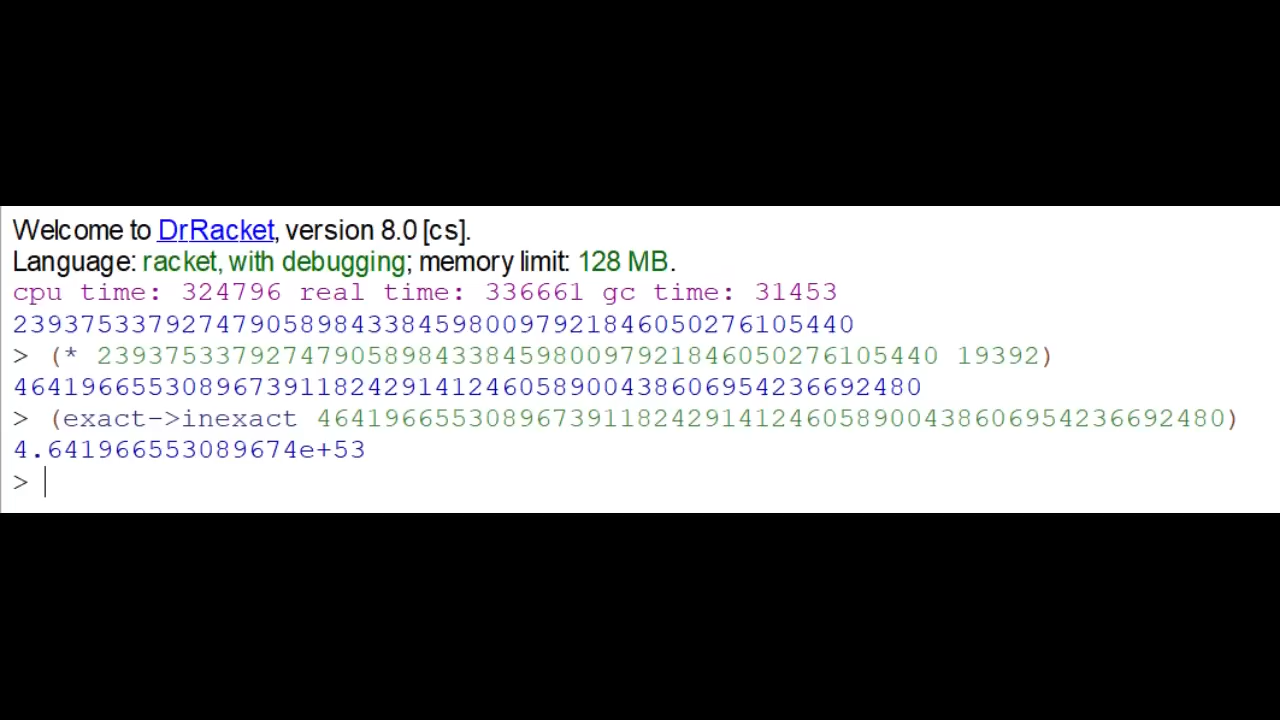 Welcome to DrRacket, version 8.0 [cs].
Language: racket, with debugging; memory limit: 128 MB.
cpu time: 324796 real time: 336661 gc time: 31453
23937533792747905898433845980097921846050276105440
> (* 23937533792747905898433845980097921846050276105440 19392)
464196655308967391182429141246058900438606954236692480
> (exact->inexact 464196655308967391182429141246058900438606954236692480)
4.641966553089674e+53
>